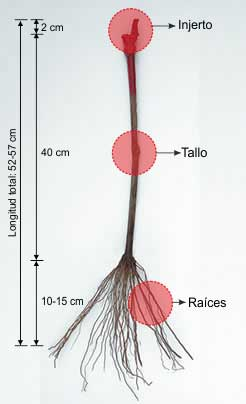 2 cm
Injerto
Longitud total: 52-57 cm
40 cm
Tallo
10-15 cm
Raíces